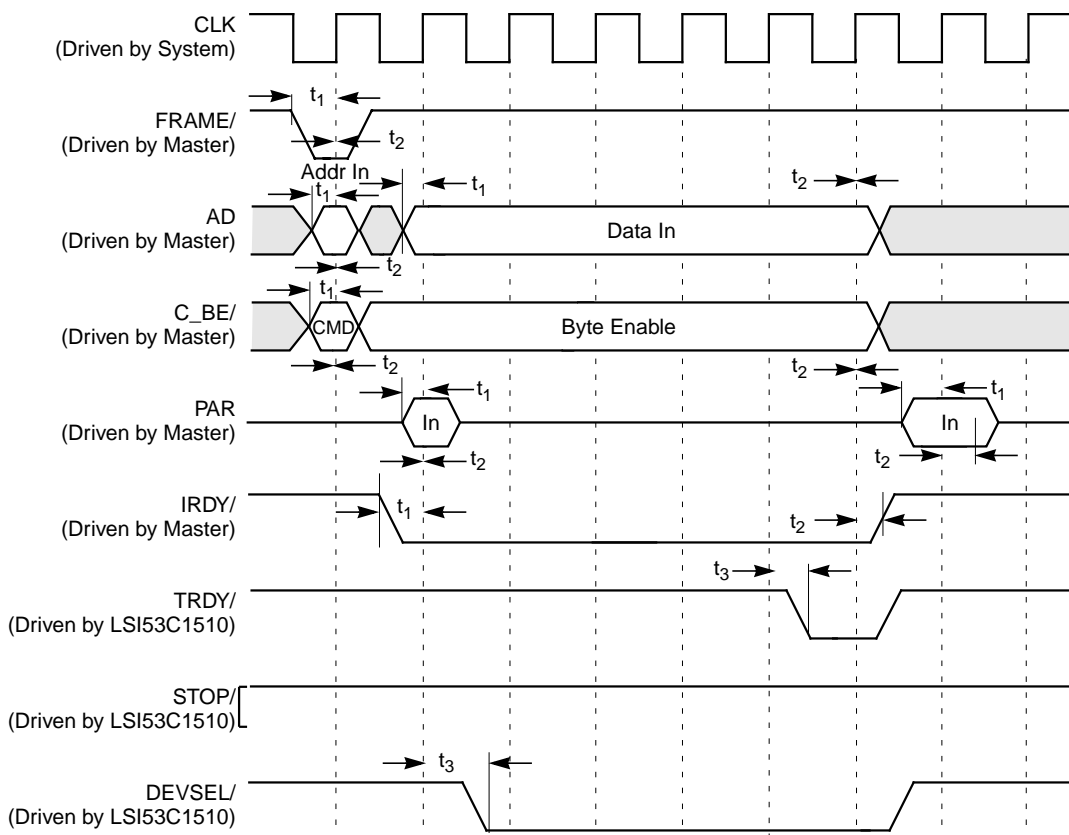 CLK
(Driven by System)
t1
FRAME/
(Driven by Master)
t2
Addr In
t1
t1
t2
AD
(Driven by Master)
Data In
t2
t1
C_BE/
(Driven by Master)
CMD
Byte Enable
t2
t2
PAR
(Driven by Master)
t1
t1
In
In
t2
t2
IRDY/
(Driven by Master)
t1
t2
t3
TRDY/
(Driven by LSI53C1510)
STOP/
(Driven by LSI53C1510)
t3
DEVSEL/
(Driven by LSI53C1510)